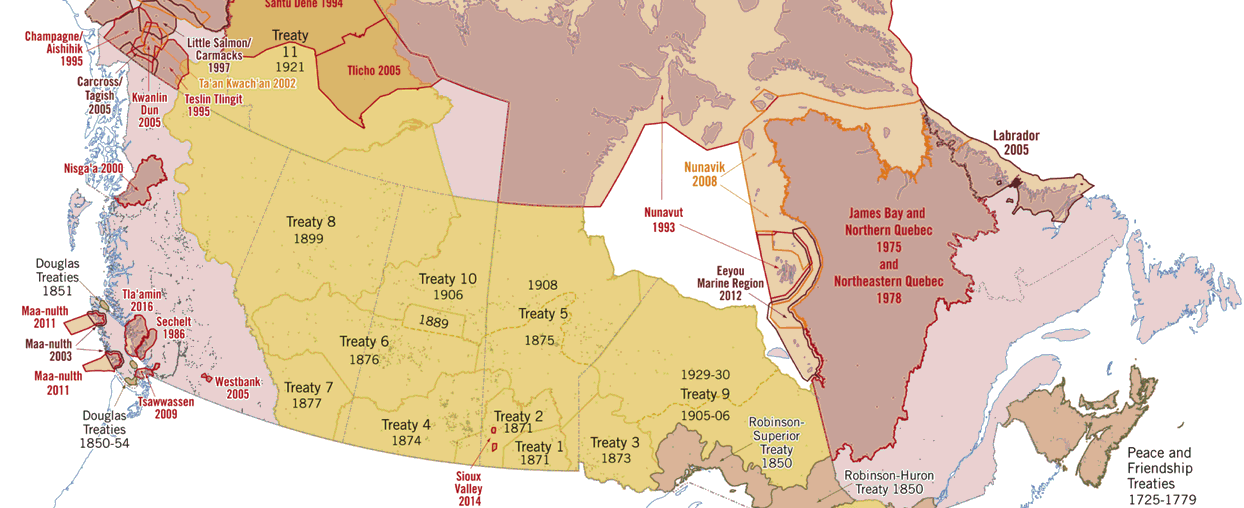 Sahtu Dene 1994
Treaty
11
1921
Champagne/
Aishihik
1995
Little Salmon/
Carmacks
1997
Ta'an Kwach'an 2002
Tlicho 2005
Carcross/
Tagish
2005
Kwanlin
Dun
2005
Teslin Tlingit
1995
Labrador
2005
Nisga'a 2000
Nunavik
2008
Nunavut
1993
James Bay and
Northern Quebec
1975
and
Northeastern Quebec
1978
Treaty 8
1899
Douglas
Treaties
1851
Treaty 10
1906
1908
Eeyou
Marine Region
2012
Tla'amin
2016
Maa-nulth
2011
Sechelt
1986
1889
Treaty 5
1875
Maa-nulth
2003
Treaty 6
1876
Maa-nulth
2011
Westbank
2005
Treaty 7
1877
1929-30
Treaty 9
1905-06
Tsawwassen
2009
Douglas
Treaties
1850-54
Treaty 4
1874
Treaty 2
1871
Treaty 1
1871
Treaty 3
1873
Robinson-
Superior
Treaty
1850
Sioux
Valley
2014
Robinson-Huron
Treaty 1850
Peace and
Friendship
Treaties
1725-1779